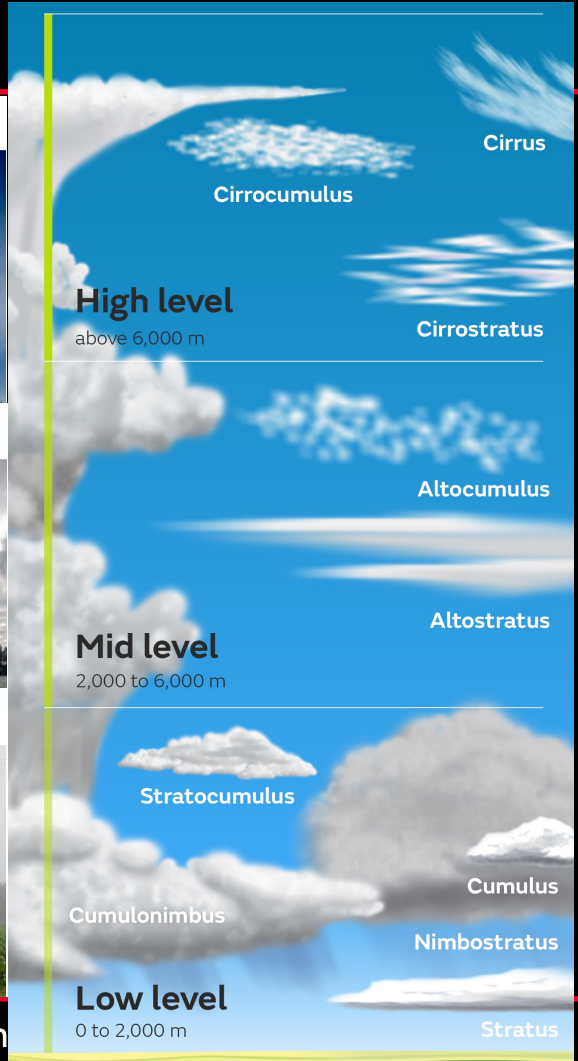 Cirrus
Cirrocumulus
High level
above 6,000 m
Cirrostratus
Altocumulus
Altostratus
Mid level
2,000 to 6,000 m
Stratocumulus
Cumulus
Cumulonimbus
Nimbostratus
Low level
0 to 2,000 m
Stratus